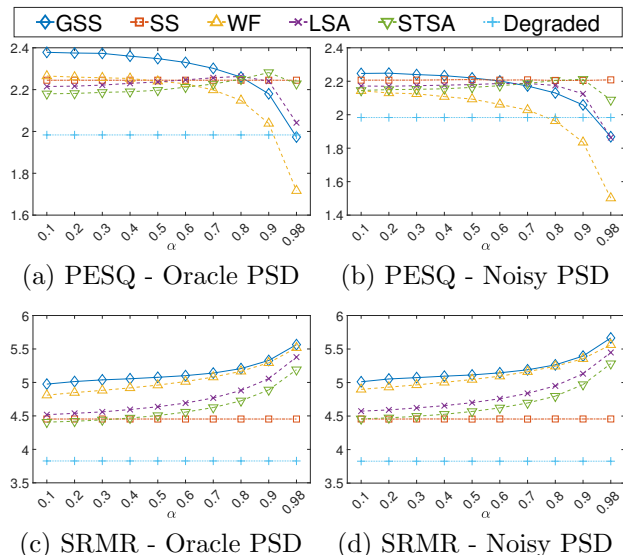 GSS SS WF LSA STSA Degraded
2.4
2.2
2
1.8
1.6
0.1 0.2 0.3 0.4 0.5 0.6 0.7 0.8 0.9 0.98
α
(a) PESQ - Oracle PSD
2.4
2.2
2
1.8
1.6
1.4
0.1 0.2 0.3 0.4 0.5 0.6 0.7 0.8 0.9 0.98
α
(b) PESQ - Noisy PSD
6
5.5
5
4.5
4
3.5
0.1 0.2 0.3 0.4 0.5 0.6 0.7 0.8 0.9 0.98
α
(c) SRMR - Oracle PSD
6
5.5
5
4.5
4
3.5
0.1 0.2 0.3 0.4 0.5 0.6 0.7 0.8 0.9 0.98
α
(d) SRMR - Noisy PSD